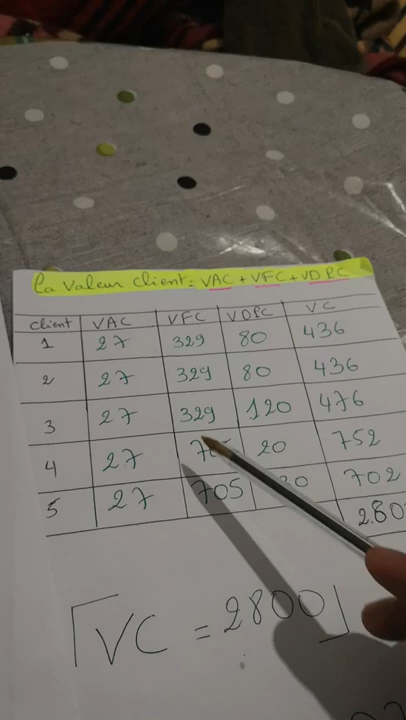 La Valeur Client: VAC + VFC + VDPC
Client VAC VFC VDPC VC
1 27 329 80 436
2 27 329 80 436
3 27 329 120 476
4 27 20 752
5 27 705 702
VC = 2800